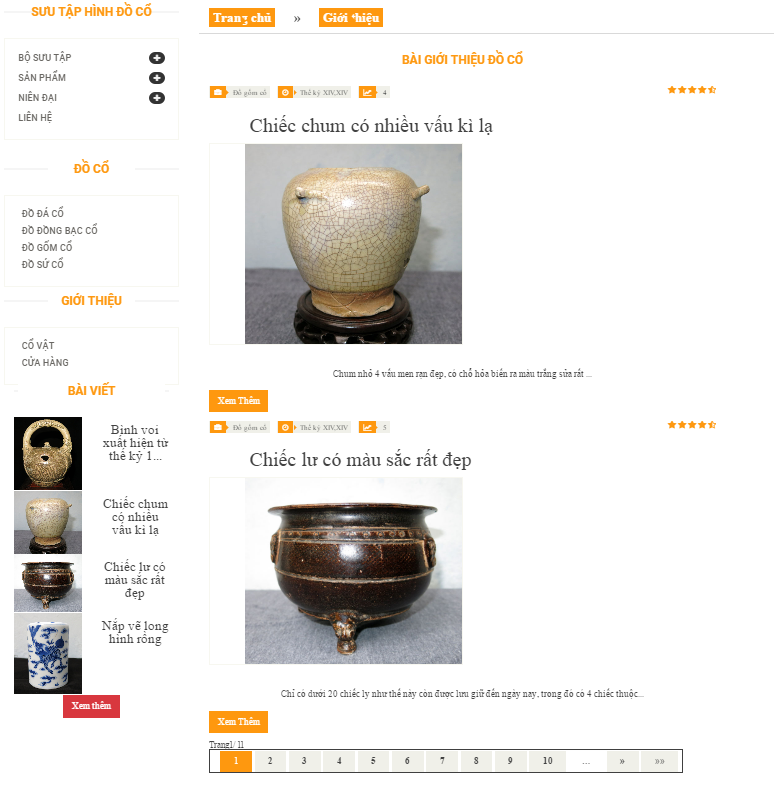 SƯU TẬP HÌNH ĐỒ CỔ
BỘ SƯU TẬP
SẢN PHẨM
NIÊN ĐẠI
LIÊN HỆ
ĐỒ CỔ
ĐỒ ĐÁ CỔ
ĐỒ ĐỒNG BẠC CỔ
ĐỒ GỐM CỔ
ĐỒ SỨ CỔ
GIỚI THIỆU
CỔ VẬT
CỬA HÀNG
BÀI VIẾT
Bình voi
xuất hiện từ
thế kỷ 1...
Chiếc chum
có nhiều
vấu kì lạ
Chiếc lư có
màu sắc rất
đẹp
Nắp vẽ long
hình rồng
Xem thêm
Trang chủ » Giới thiệu
BÀI GIỚI THIỆU ĐỒ CỔ
Đồ gốm cổ Thế kỷ XIV,XIV 4
Chiếc chum có nhiều vấu kì lạ
Chum nhỏ 4 vấu men rạn đẹp, có chỗ hỏa biến ra màu trắng sữa rất ...
Xem Thêm
Đồ gốm cổ Thế kỷ XIV,XIV 5
Chiếc lư có màu sắc rất đẹp
Chỉ có dưới 20 chiếc ly như thế này còn được lưu giữ đến ngày nay, trong đó có 4 chiếc thuộc...
Xem Thêm
Trang1/ 11
1 2 3 4 5 6 7 8 9 10 ... » »»